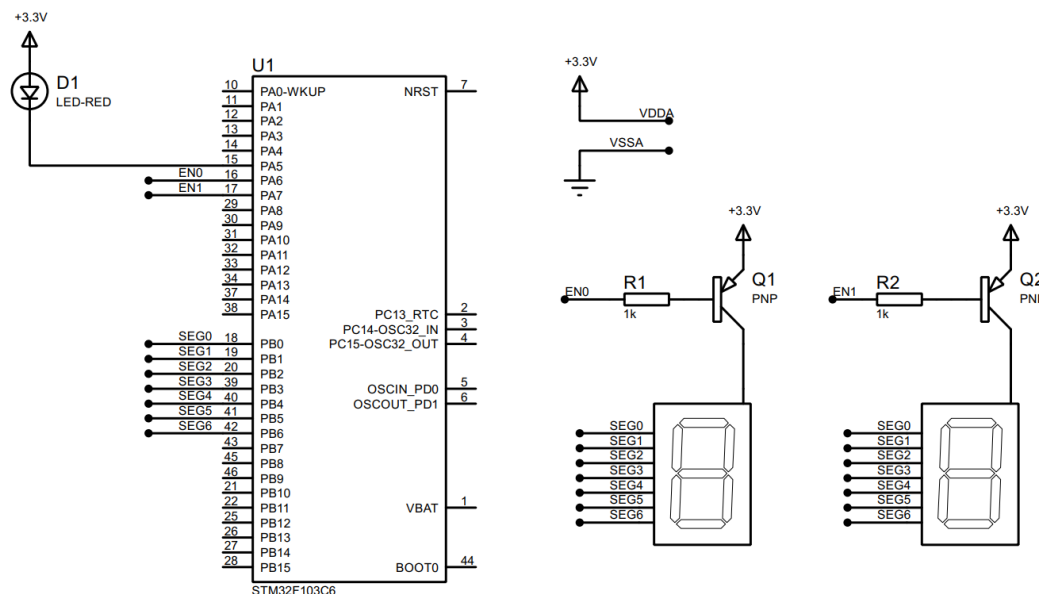 +3.3V
D1
LED-RED
U1
10 PA0-WKUP
11 PA1
12 PA2
13 PA3
14 PA4
15 PA5
EN0 16 PA6
EN1 17 PA7
29 PA8
30 PA9
31 PA10
32 PA11
33 PA12
34 PA13
37 PA14
38 PA15
SEG0 18 PB0
SEG1 19 PB1
SEG2 20 PB2
SEG3 39 PB3
SEG4 40 PB4
SEG5 41 PB5
SEG6 42 PB6
43 PB7
45 PB8
46 PB9
21 PB10
22 PB11
25 PB12
26 PB13
27 PB14
28 PB15
NRST 7
PC13_RTC 2
PC14-OSC32_IN 3
PC15-OSC32_OUT 4
OSCIN_PD0 5
OSCOUT_PD1 6
VBAT 1
BOOT0 44
STM32F103C6
+3.3V
VDDA
VSSA
+3.3V
EN0
R1
1k
Q1
PNP
SEG0
SEG1
SEG2
SEG3
SEG4
SEG5
SEG6
+3.3V
EN1
R2
1k
Q2
SEG0
SEG1
SEG2
SEG3
SEG4
SEG5
SEG6